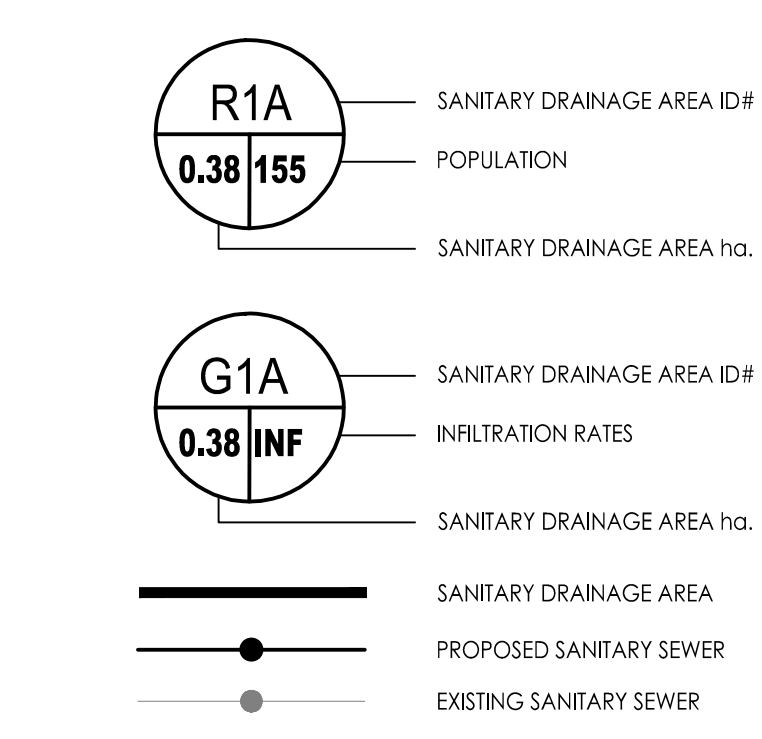 R1A
SANITARY DRAINAGE AREA ID#
0.38 155
POPULATION
SANITARY DRAINAGE AREA ha.
G1A
SANITARY DRAINAGE AREA ID#
0.38 INF
INFILTRATION RATES
SANITARY DRAINAGE AREA ha.
SANITARY DRAINAGE AREA
PROPOSED SANITARY SEWER
EXISTING SANITARY SEWER